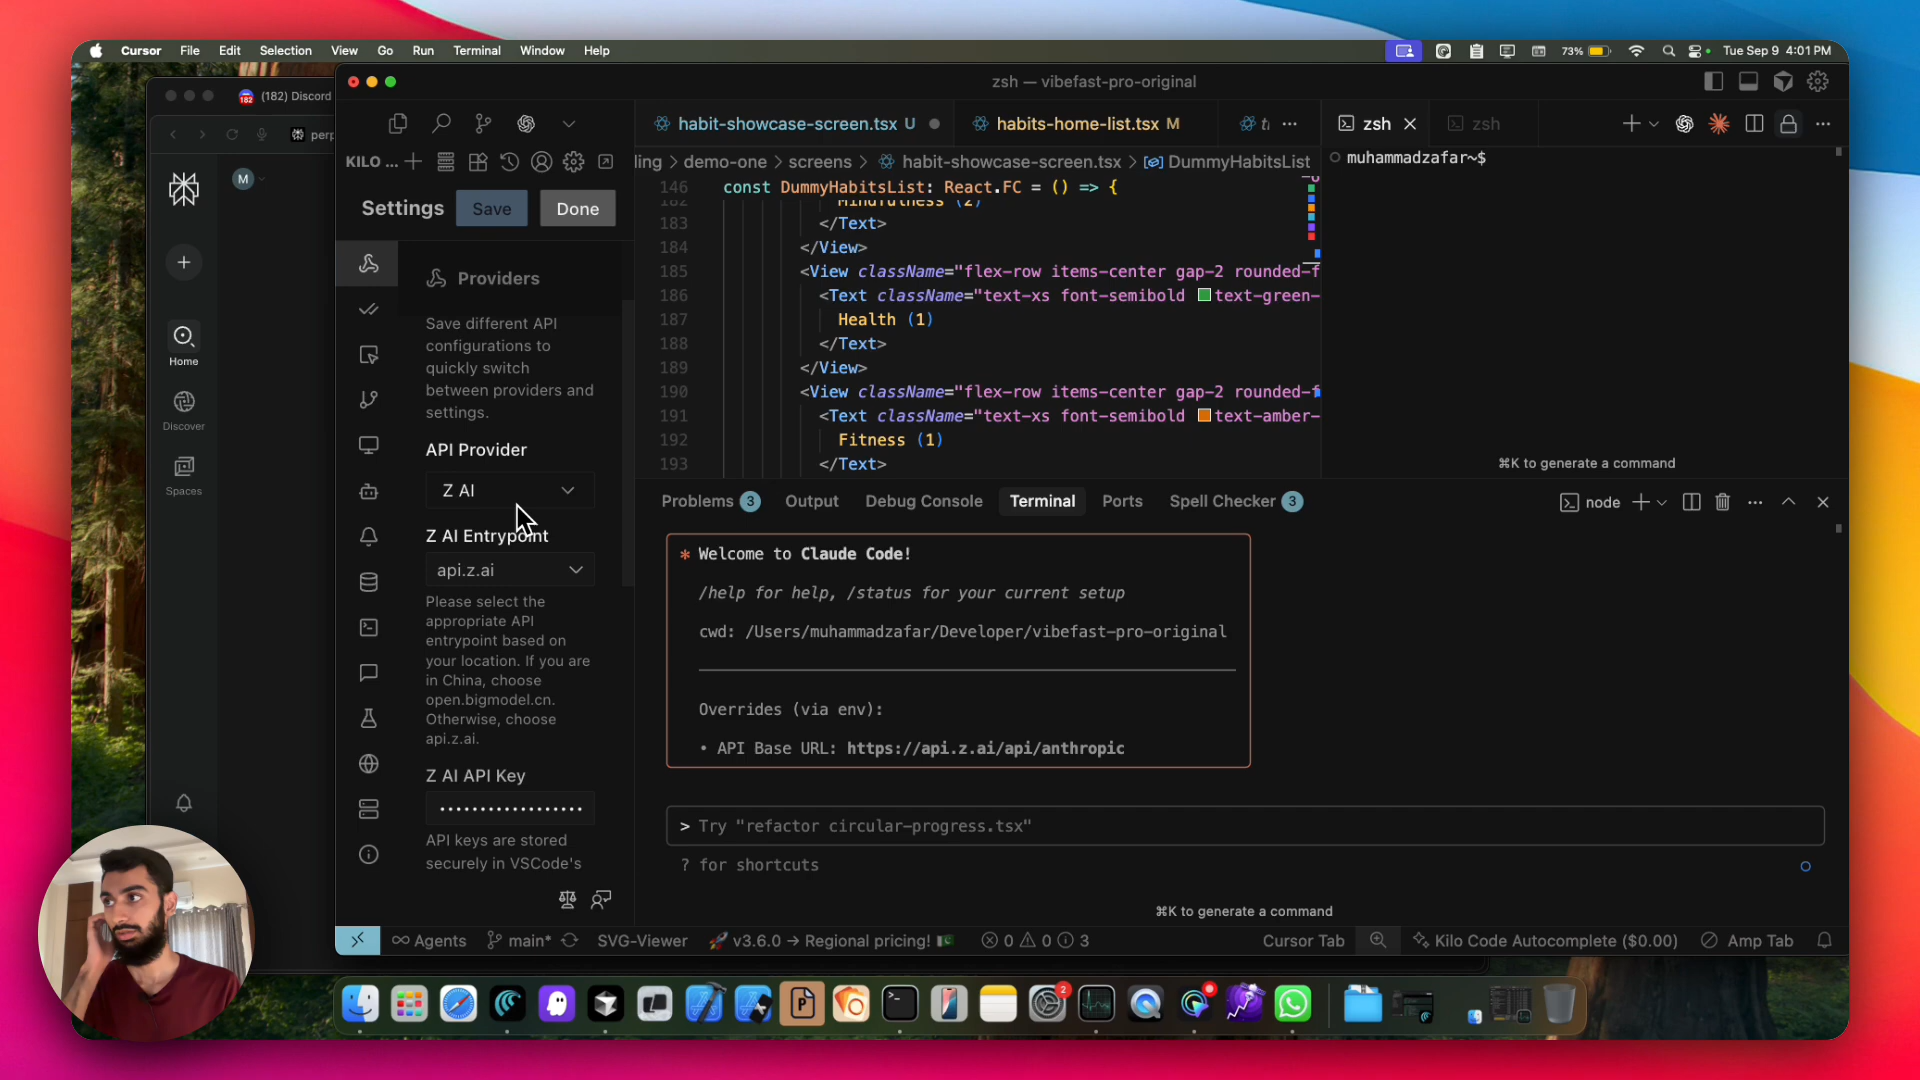 Cursor File Edit Selection View Go Run Terminal Window Help
73% Tue Sep 9 4:01 PM
182 (182) Discord
zsh — vibefast-pro-original
habit-showcase-screen.tsx U
habits-home-list.tsx M
zsh
zsh
perp
M
KILO ...
ling > demo-one > screens > habit-showcase-screen.tsx > DummyHabitsList
muhammadzafar~$
Home
Discover
Spaces
Settings Save Done
Providers
Save different API
configurations to
quickly switch
between providers and
settings.
API Provider
Z AI
Z AI Entrypoint
api.z.ai
Please select the
appropriate API
entrypoint based on
your location. If you are
in China, choose
open.bigmodel.cn.
Otherwise, choose
api.z.ai.
Z AI API Key
API keys are stored
securely in VSCode's
146 const DummyHabitsList: React.FC = () => {
182 Mindfulness (2)
183 </Text>
184 </View>
185 <View className="flex-row items-center gap-2 rounded-f
186 <Text className="text-xs font-semibold text-green-
187 Health (1)
188 </Text>
189 </View>
190 <View className="flex-row items-center gap-2 rounded-f
191 <Text className="text-xs font-semibold text-amber-
192 Fitness (1)
193 </Text>
⌘K to generate a command
Problems 3 Output Debug Console Terminal Ports Spell Checker 3
node
* Welcome to Claude Code!
/help for help, /status for your current setup
cwd: /Users/muhammadzafar/Developer/vibefast-pro-original
Overrides (via env):
• API Base URL: https://api.z.ai/api/anthropic
> Try "refactor circular-progress.tsx"
? for shortcuts
⌘K to generate a command
Agents main* SVG-Viewer v3.6.0 → Regional pricing! 0 0 3
Cursor Tab Kilo Code Autocomplete ($0.00) Amp Tab
P
2